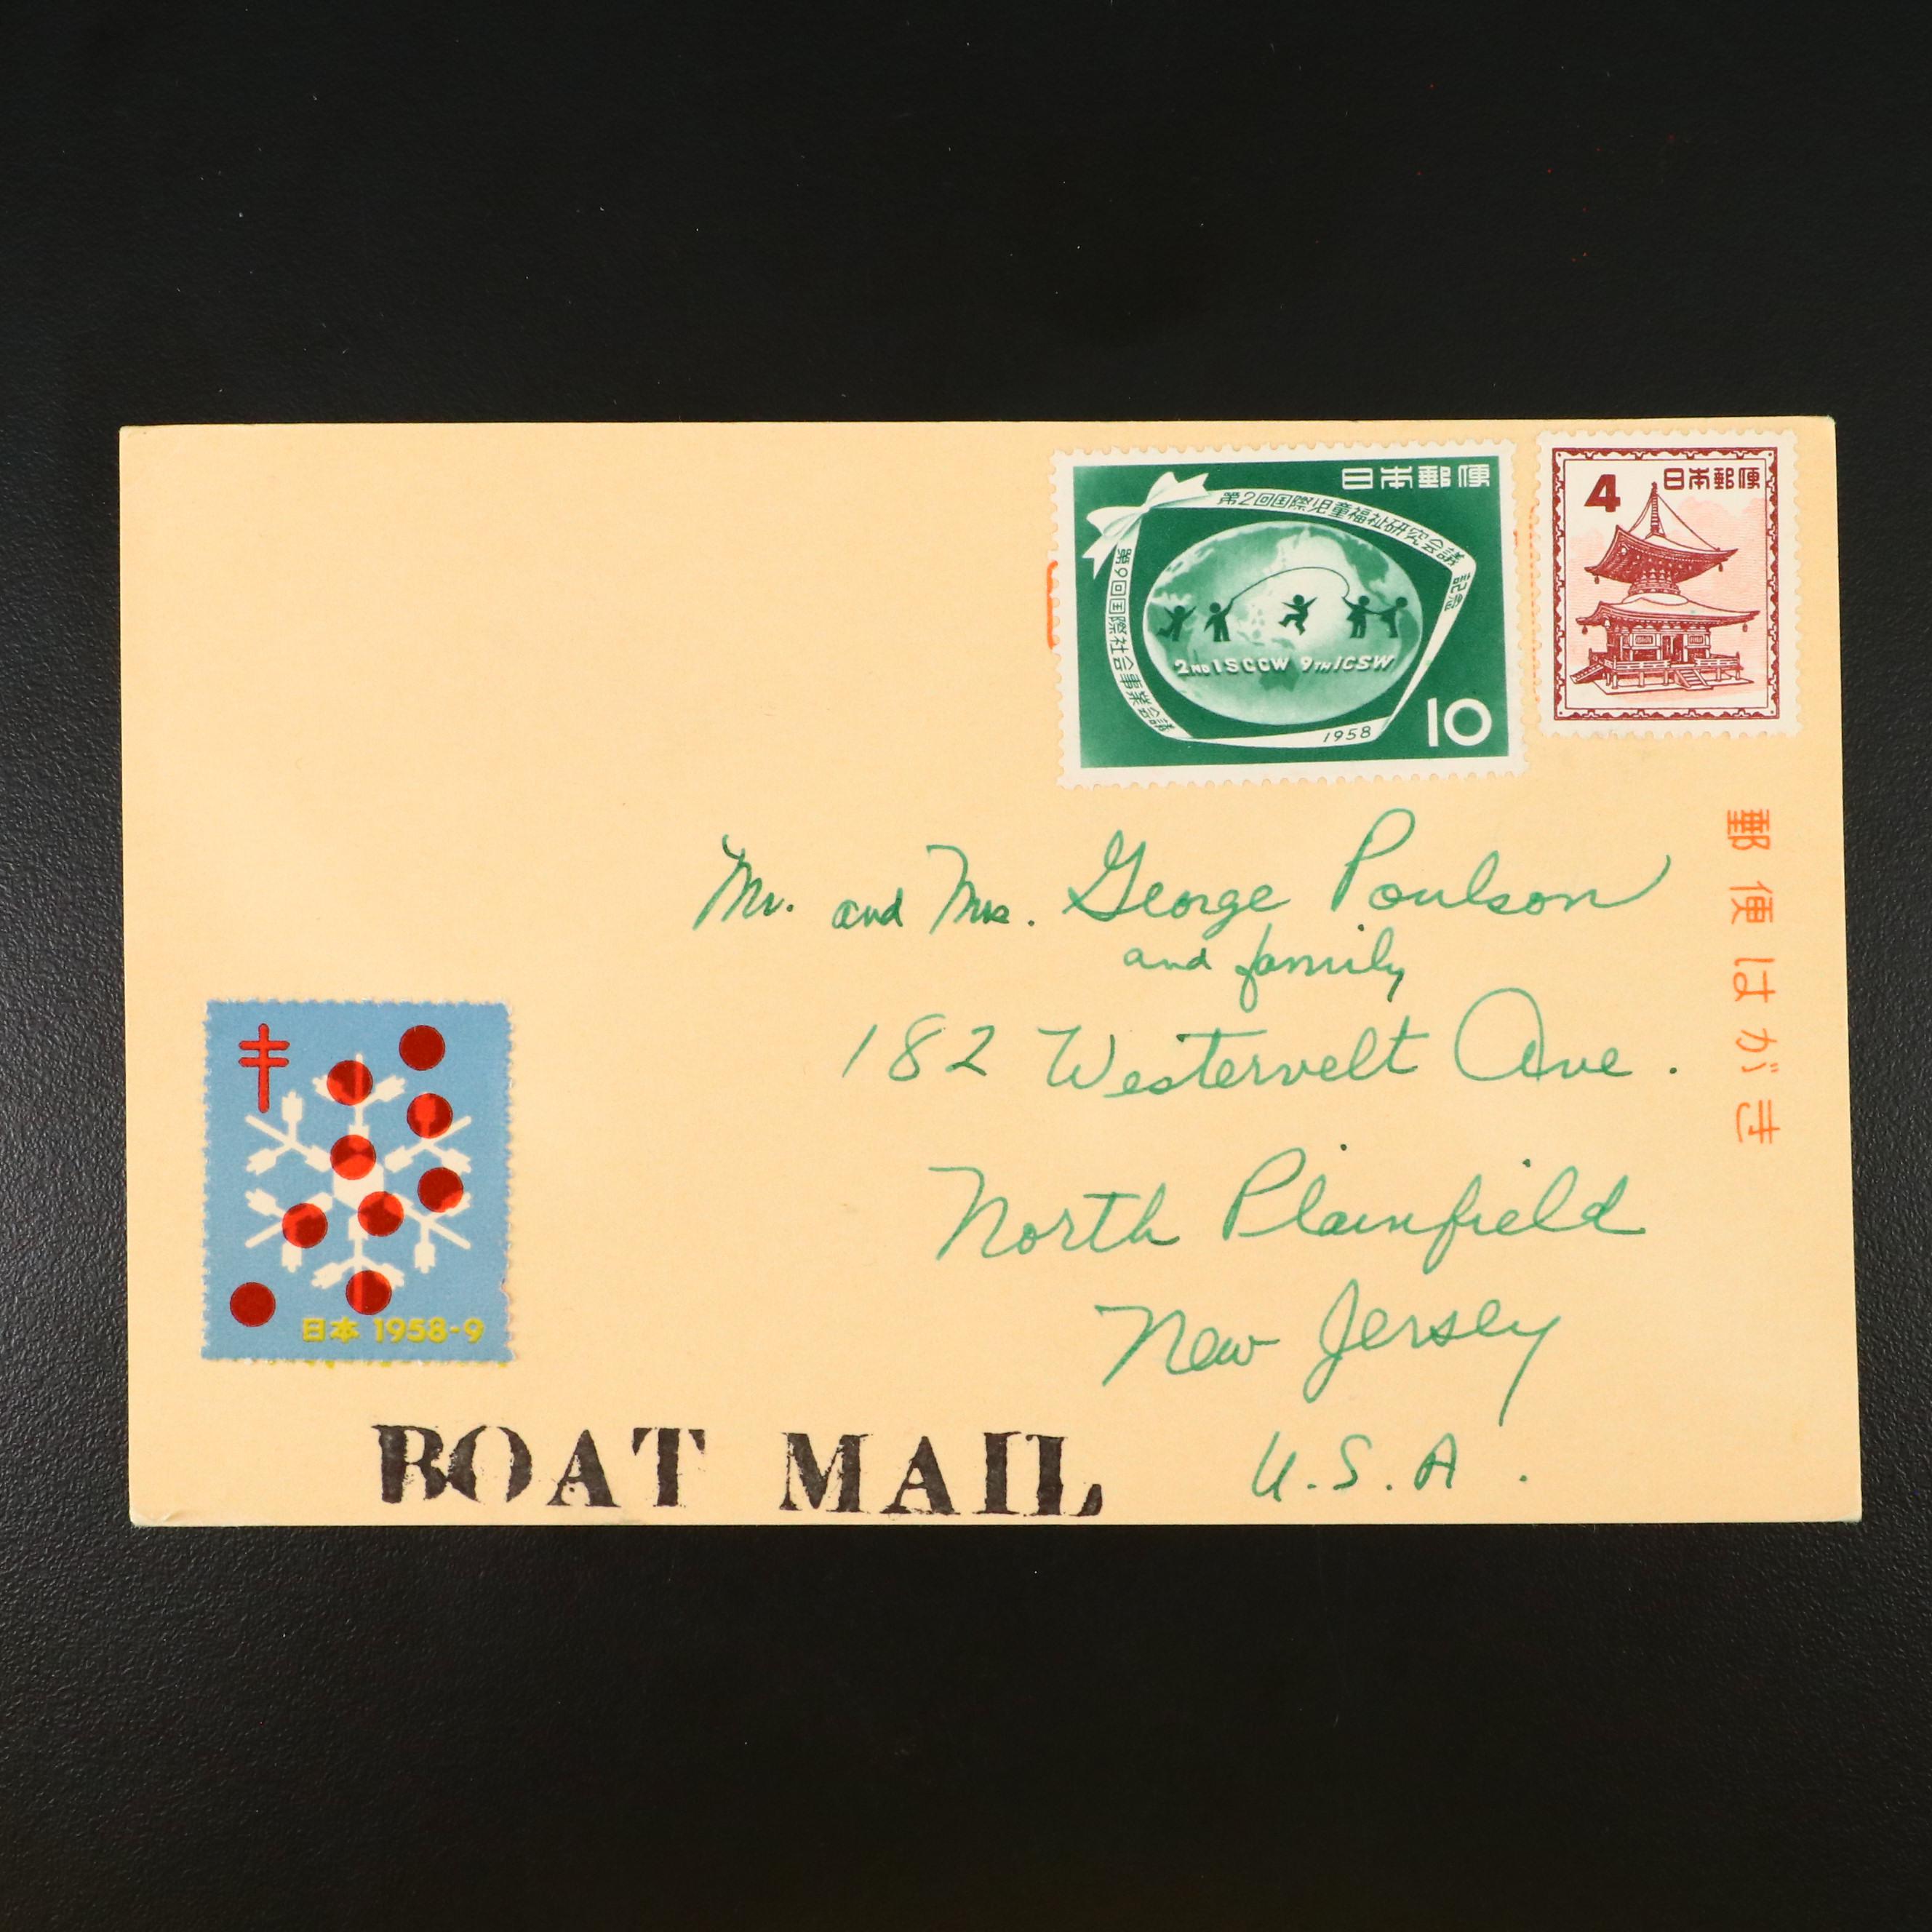 日本郵便
第2回国際児童福祉研究会議 記念
第9回国際社会事業会議
2ND ISCCW 9TH ICSW
1958
10
4 日本郵便
郵便はがき
Mr. and Mrs. George Poulson
and family
182 Westervelt Ave.
North Plainfield
New Jersey
U.S.A.
日本 1958-9
BOAT MAIL